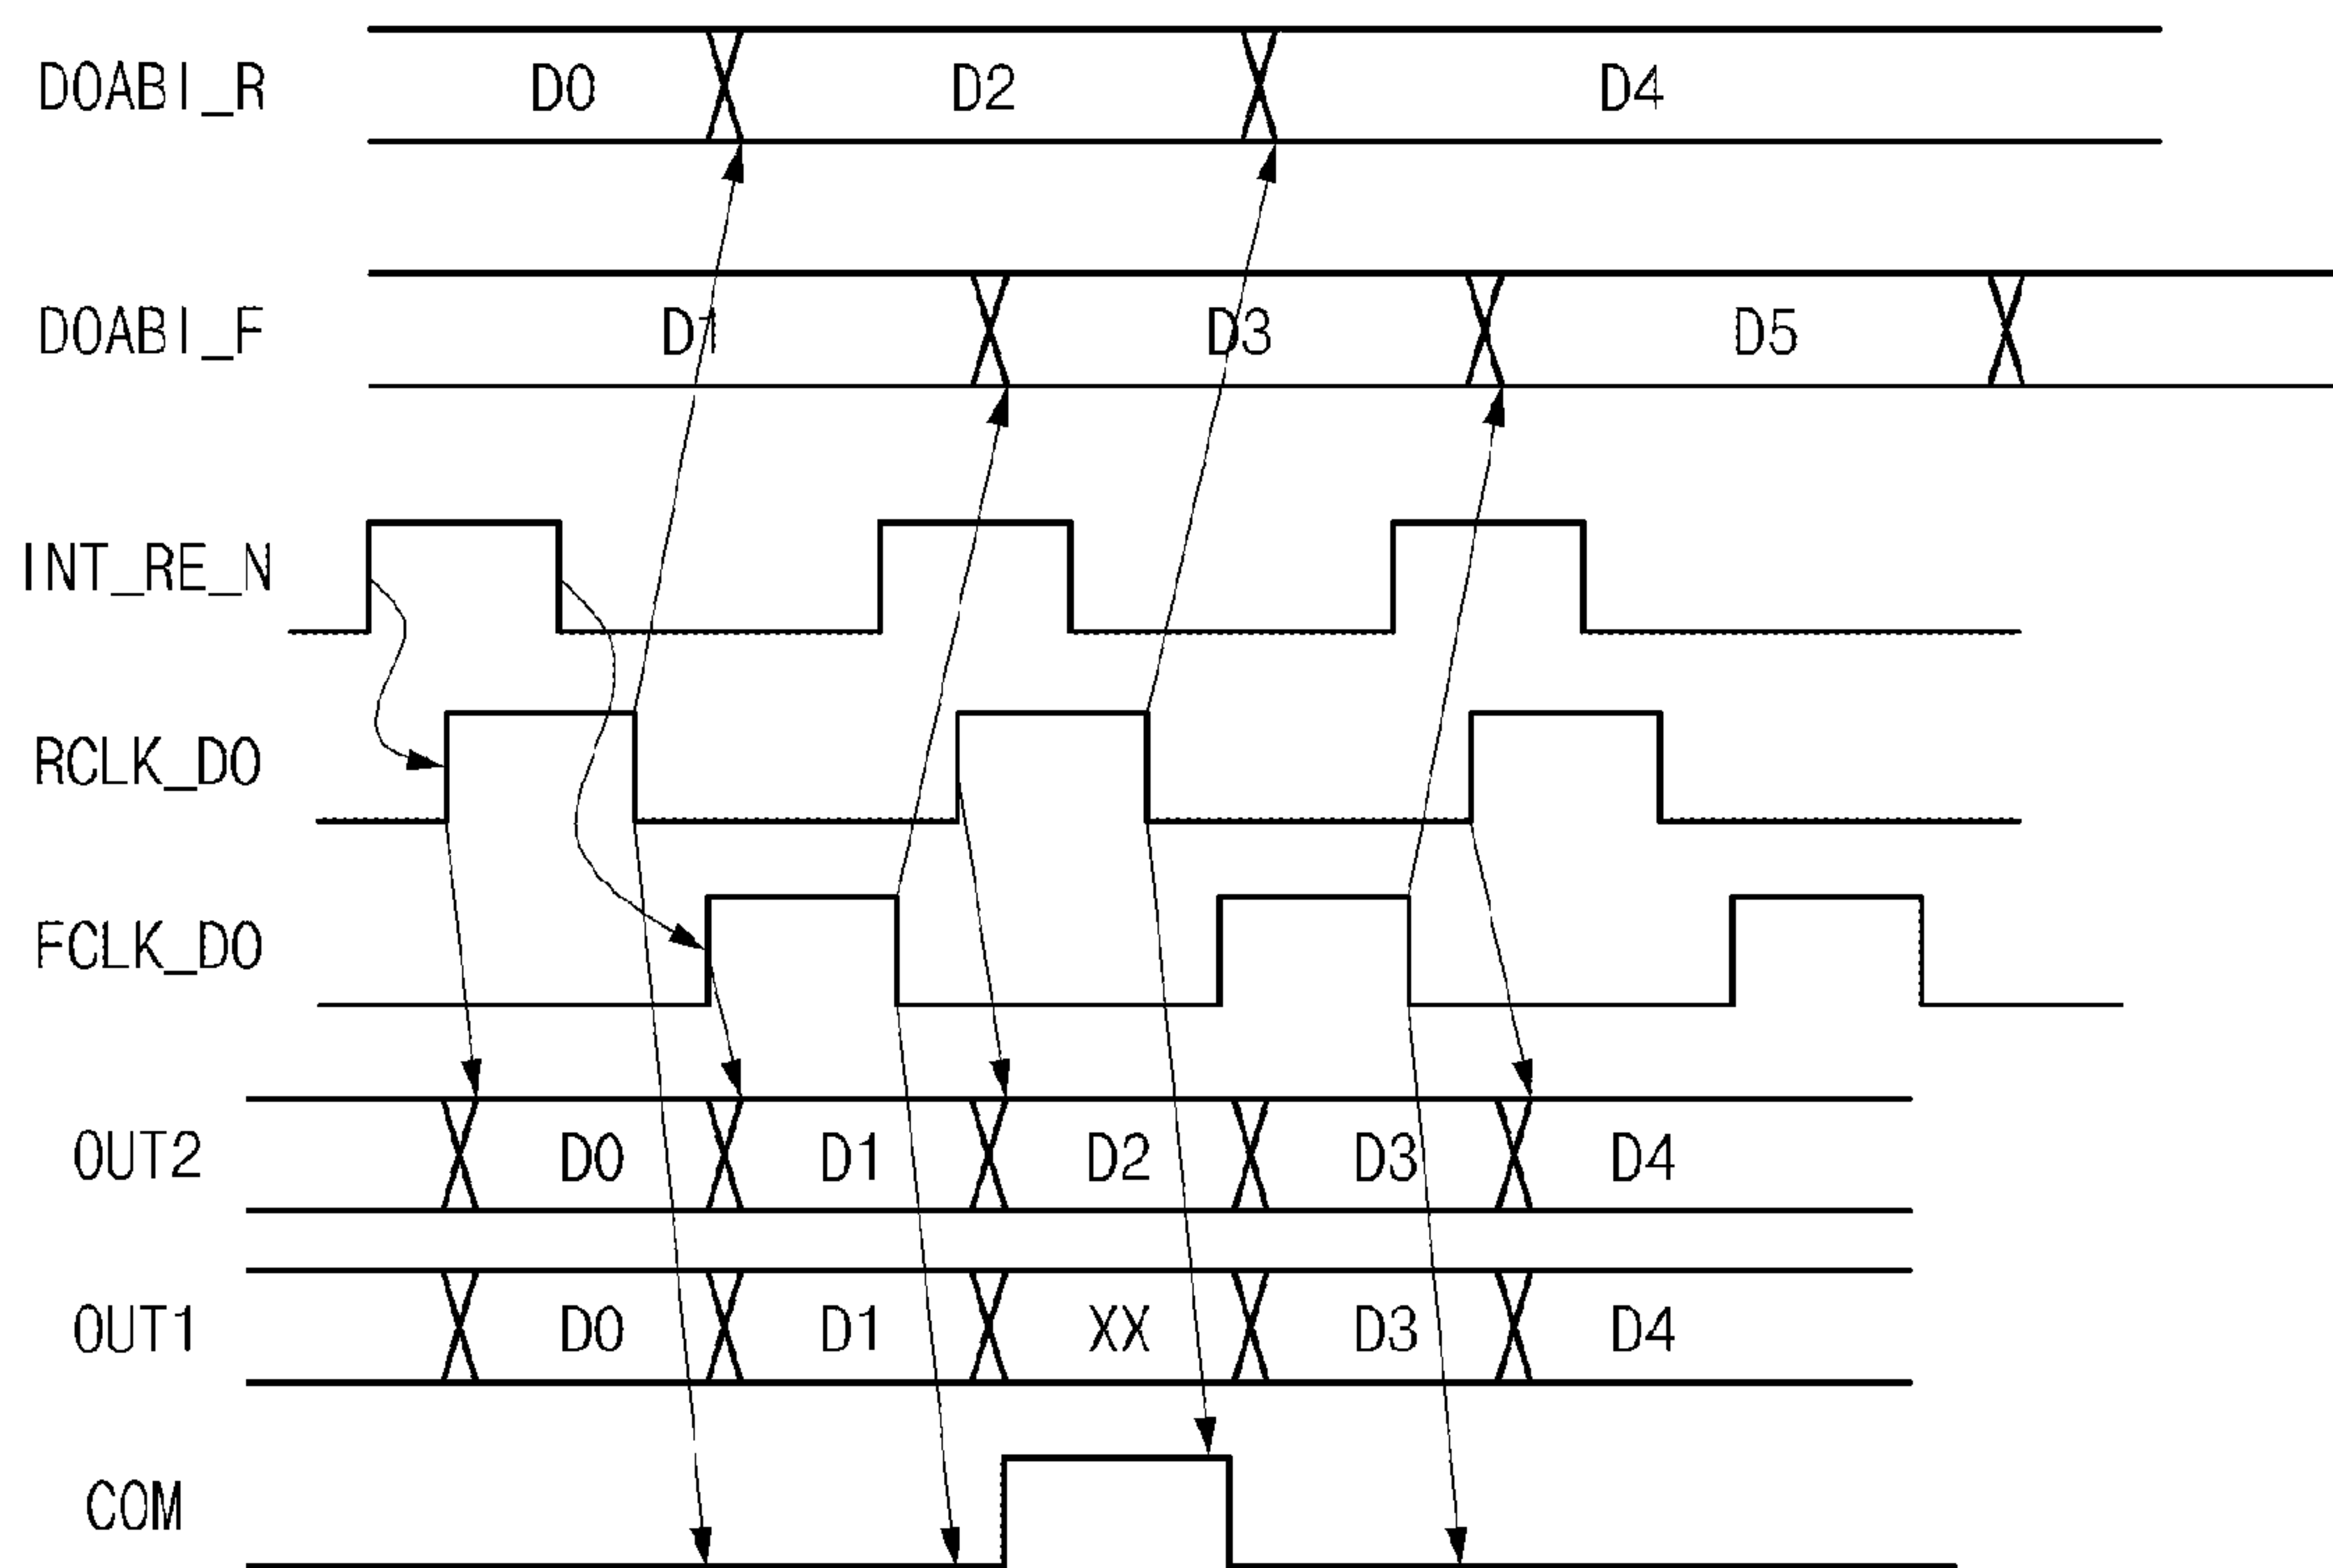 DOABI_R D0 D2 D4
DOABI_F D1 D3 D5
INT_RE_N
RCLK_DO
FCLK_DO
OUT2 D0 D1 D2 D3 D4
OUT1 D0 D1 XX D3 D4
COM